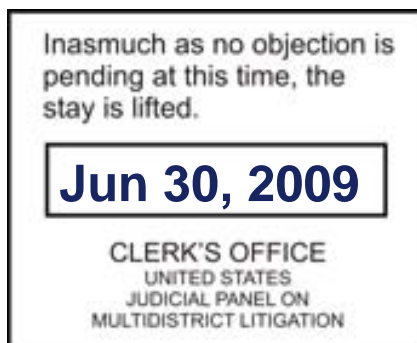 Inasmuch as no objection is
pending at this time, the
stay is lifted.
Jun 30, 2009
CLERK'S OFFICE
UNITED STATES
JUDICIAL PANEL ON
MULTIDISTRICT LITIGATION